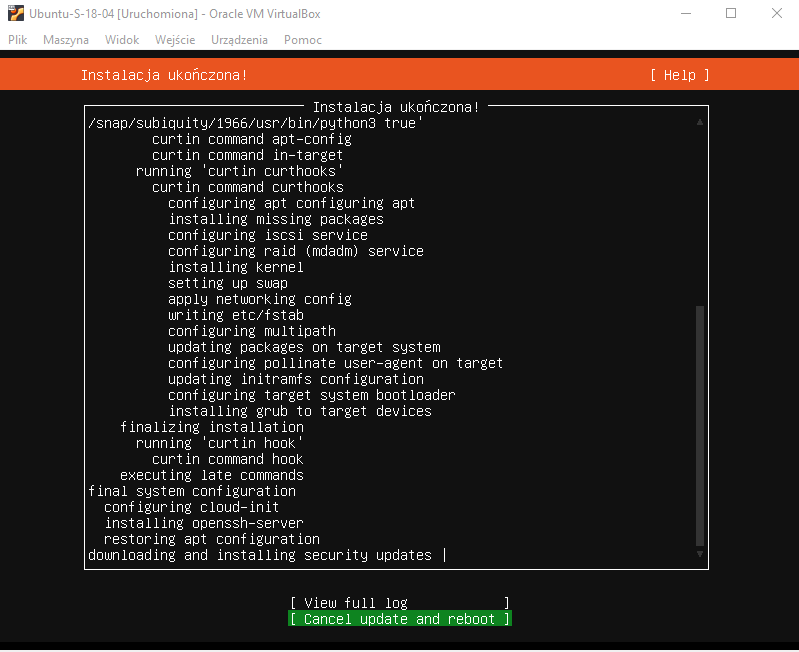 Ubuntu-S-18-04 [Uruchomiona] - Oracle VM VirtualBox
Plik Maszyna Widok Wejście Urządzenia Pomoc
Instalacja ukończona! [ Help ]
Instalacja ukończona!
/snap/subiquity/1966/usr/bin/python3 true'
curtin command apt-config
curtin command in-target
running 'curtin curthooks'
curtin command curthooks
configuring apt configuring apt
installing missing packages
configuring iscsi service
configuring raid (mdadm) service
installing kernel
setting up swap
apply networking config
writing etc/fstab
configuring multipath
updating packages on target system
configuring pollinate user-agent on target
updating initramfs configuration
configuring target system bootloader
installing grub to target devices
finalizing installation
running 'curtin hook'
curtin command hook
executing late commands
final system configuration
configuring cloud-init
installing openssh-server
restoring apt configuration
downloading and installing security updates |
[ View full log ]
[ Cancel update and reboot ]